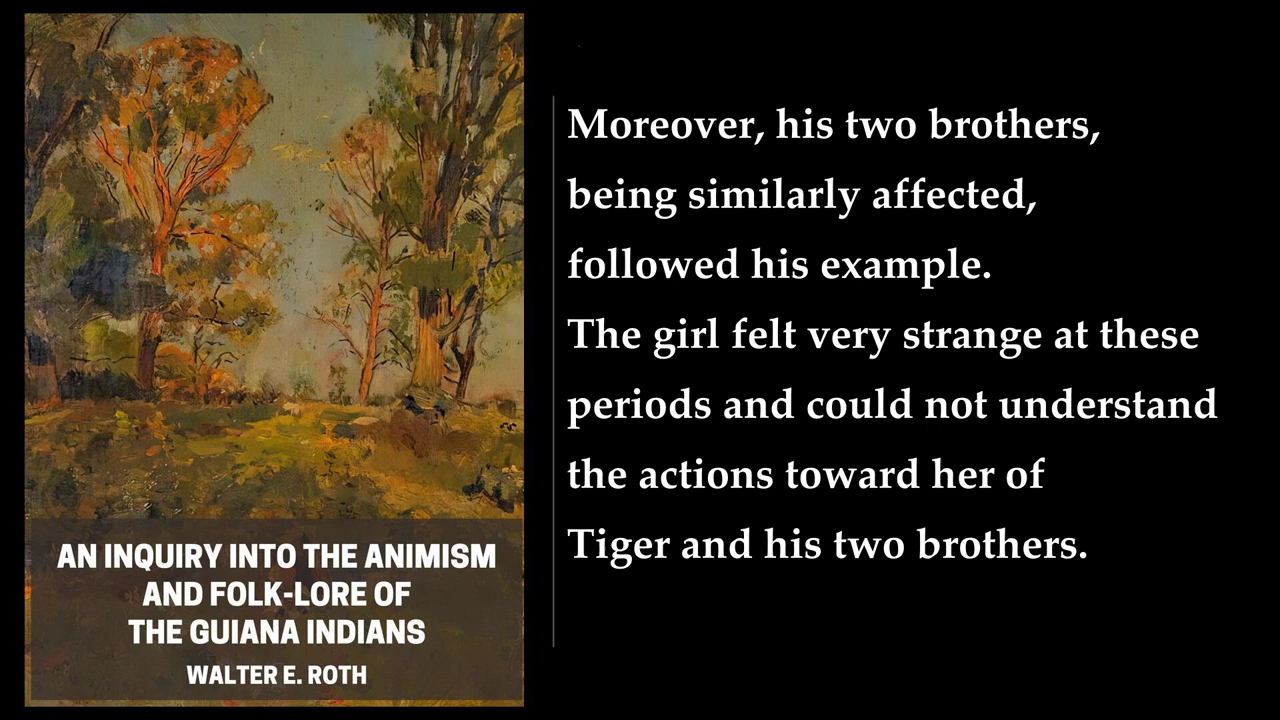 AN INQUIRY INTO THE ANIMISM
AND FOLK-LORE OF
THE GUIANA INDIANS
WALTER E. ROTH
Moreover, his two brothers,
being similarly affected,
followed his example.
The girl felt very strange at these
periods and could not understand
the actions toward her of
Tiger and his two brothers.